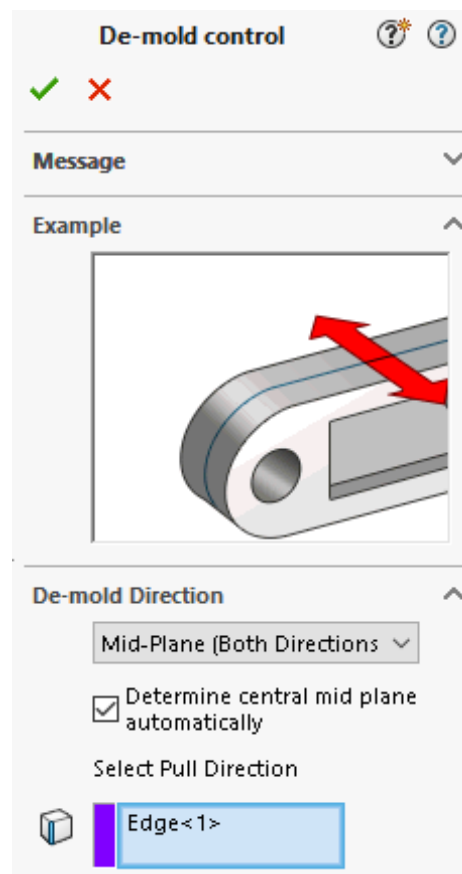 De-mold control
Message
Example
De-mold Direction
Mid-Plane (Both Directions
Determine central mid plane
automatically
Select Pull Direction
Edge<1>